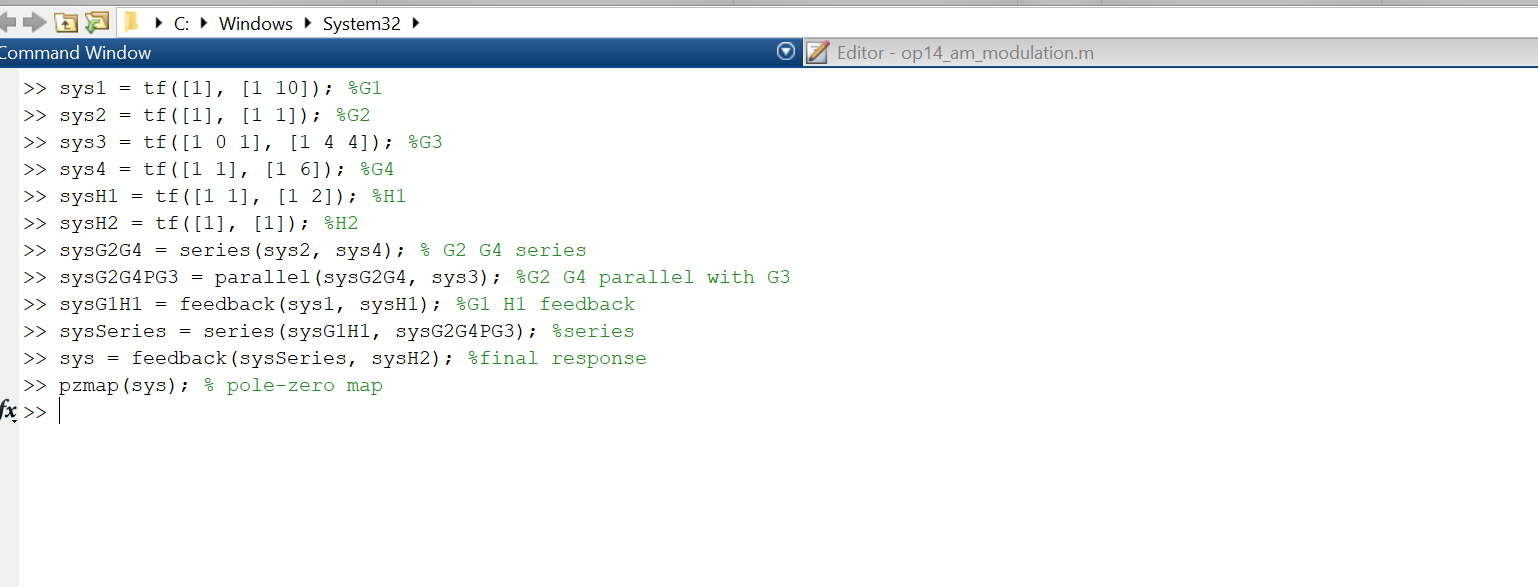 C: Windows System32
Command Window
Editor - op14_am_modulation.m
>> sys1 = tf([1], [1 10]); %G1
>> sys2 = tf([1], [1 1]); %G2
>> sys3 = tf([1 0 1], [1 4 4]); %G3
>> sys4 = tf([1 1], [1 6]); %G4
>> sysH1 = tf([1 1], [1 2]); %H1
>> sysH2 = tf([1], [1]); %H2
>> sysG2G4 = series(sys2, sys4); % G2 G4 series
>> sysG2G4PG3 = parallel(sysG2G4, sys3); %G2 G4 parallel with G3
>> sysG1H1 = feedback(sys1, sysH1); %G1 H1 feedback
>> sysSeries = series(sysG1H1, sysG2G4PG3); %series
>> sys = feedback(sysSeries, sysH2); %final response
>> pzmap(sys); % pole-zero map
fx >>